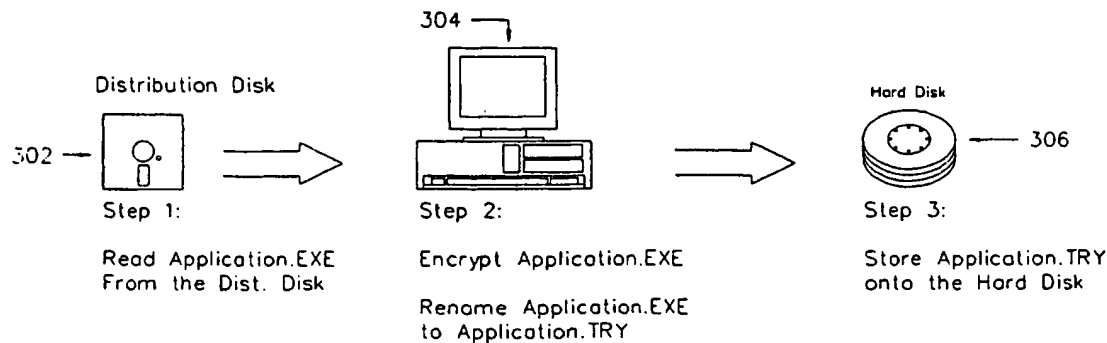 304
Distribution Disk
Hard Disk
302
306
Step 1:
Read Application.EXE
From the Dist. Disk
Step 2:
Encrypt Application.EXE
Rename Application.EXE
to Application.TRY
Step 3:
Store Application.TRY
onto the Hard Disk